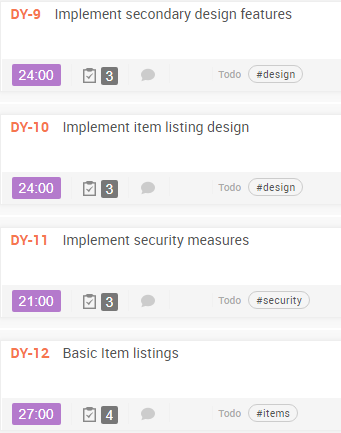 DY-9 Implement secondary design features
24:00 3 Todo #design
DY-10 Implement item listing design
24:00 3 Todo #design
DY-11 Implement security measures
21:00 3 Todo #security
DY-12 Basic Item listings
27:00 4 Todo #items